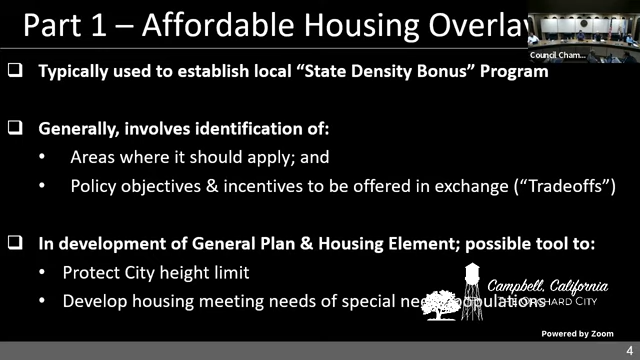 Part 1 – Affordable Housing Overlay
Council Cham...
Typically used to establish local “State Density Bonus” Program
Generally, involves identification of:
Areas where it should apply; and
Policy objectives & incentives to be offered in exchange (“Tradeoffs”)
In development of General Plan & Housing Element; possible tool to:
Protect City height limit
Develop housing meeting needs of special needs populations
Campbell, California
THE ORCHARD CITY
Powered by Zoom
4